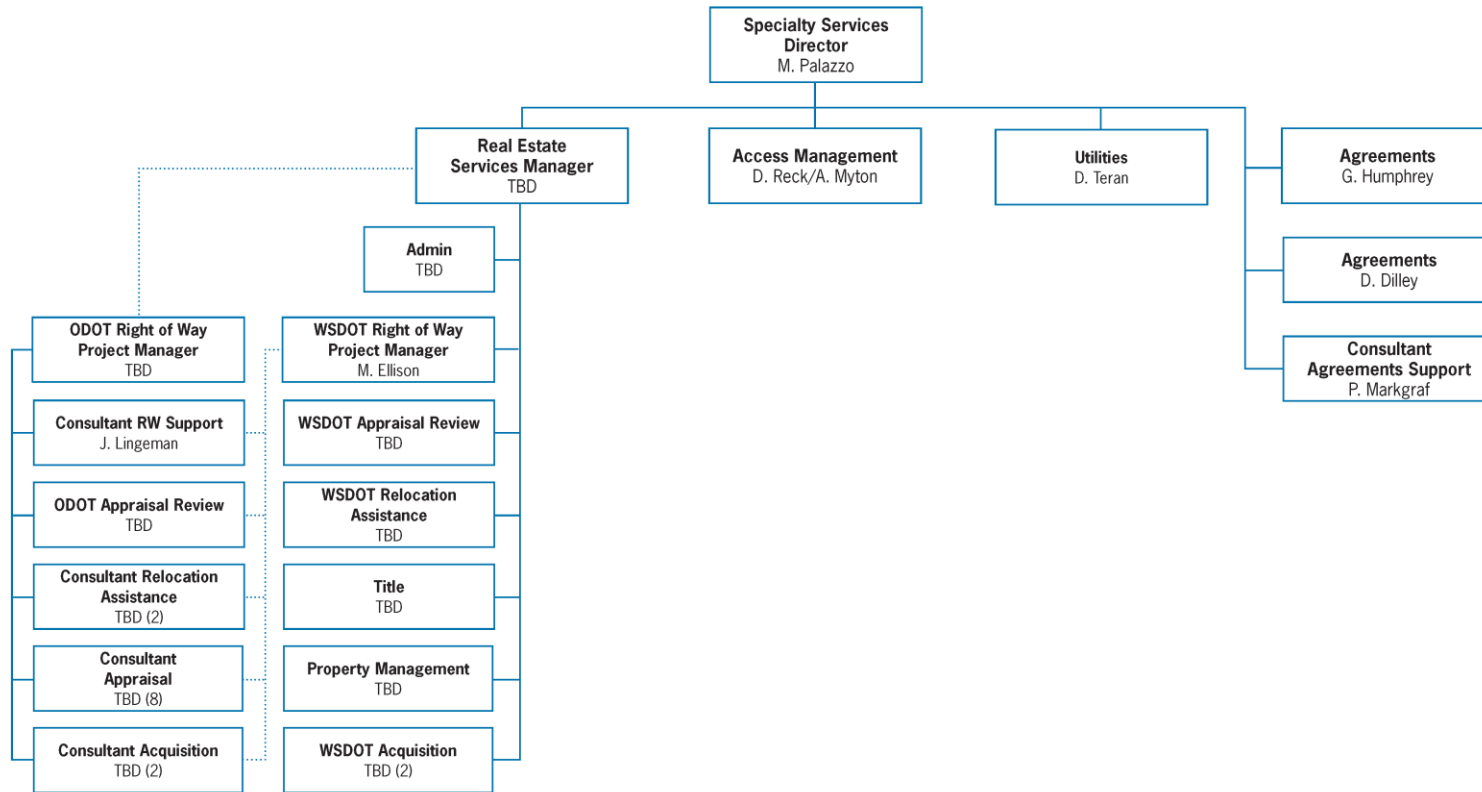 Specialty Services
Director
M. Palazzo
Real Estate
Services Manager
TBD
Access Management
D. Reck/A. Myton
Utilities
D. Teran
Agreements
G. Humphrey
Admin
TBD
Agreements
D. Dilley
ODOT Right of Way
Project Manager
TBD
WSDOT Right of Way
Project Manager
M. Ellison
Consultant
Agreements Support
P. Markgraf
Consultant RW Support
J. Lingeman
WSDOT Appraisal Review
TBD
ODOT Appraisal Review
TBD
WSDOT Relocation
Assistance
TBD
Consultant Relocation
Assistance
TBD (2)
Title
TBD
Consultant
Appraisal
TBD (8)
Property Management
TBD
Consultant Acquisition
TBD (2)
WSDOT Acquisition
TBD (2)